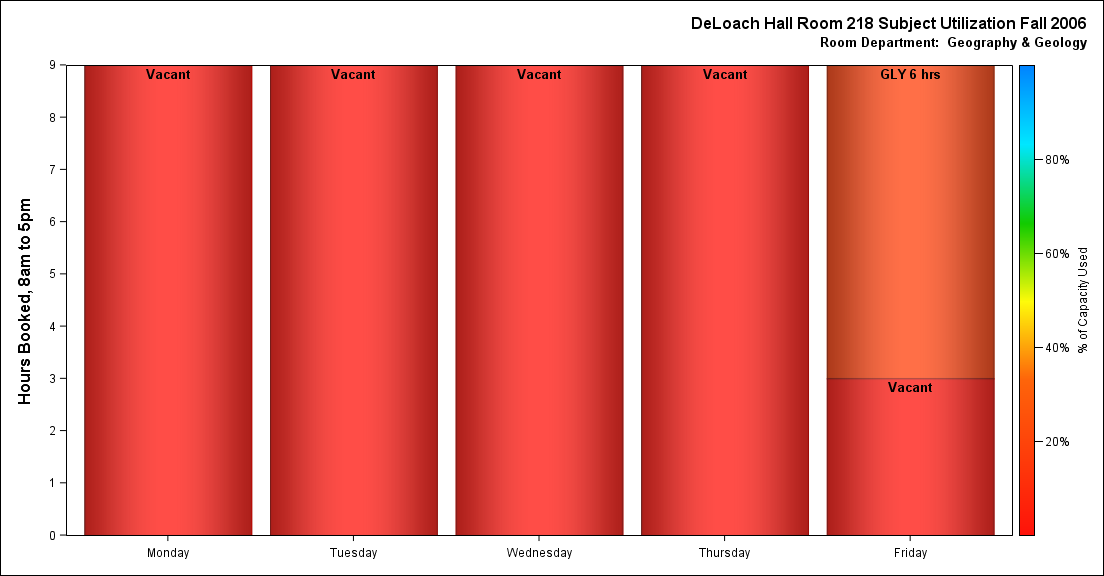 DeLoach Hall Room 218 Subject Utilization Fall 2006
Room Department:  Geography & Geology
Hours Booked, 8am to 5pm
9
8
7
6
5
4
3
2
1
0
Vacant
Vacant
Vacant
Vacant
GLY 6 hrs
Vacant
Monday
Tuesday
Wednesday
Thursday
Friday
80%
60%
40%
20%
% of Capacity Used